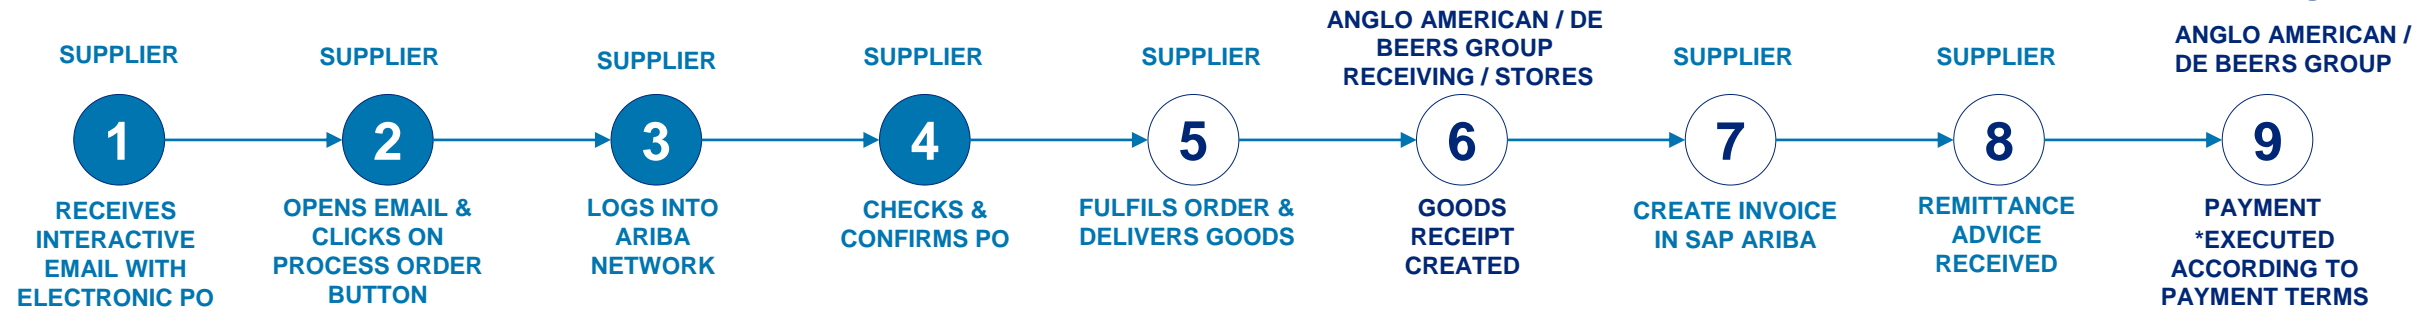 SUPPLIER
1
RECEIVES
INTERACTIVE
EMAIL WITH
ELECTRONIC PO
SUPPLIER
2
OPENS EMAIL &
CLICKS ON
PROCESS ORDER
BUTTON
SUPPLIER
3
LOGS INTO
ARIBA
NETWORK
SUPPLIER
4
CHECKS &
CONFIRMS PO
SUPPLIER
5
FULFILS ORDER &
DELIVERS GOODS
ANGLO AMERICAN / DE
BEERS GROUP
RECEIVING / STORES
6
GOODS
RECEIPT
CREATED
SUPPLIER
7
CREATE INVOICE
IN SAP ARIBA
SUPPLIER
8
REMITTANCE
ADVICE
RECEIVED
ANGLO AMERICAN /
DE BEERS GROUP
9
PAYMENT
*EXECUTED
ACCORDING TO
PAYMENT TERMS